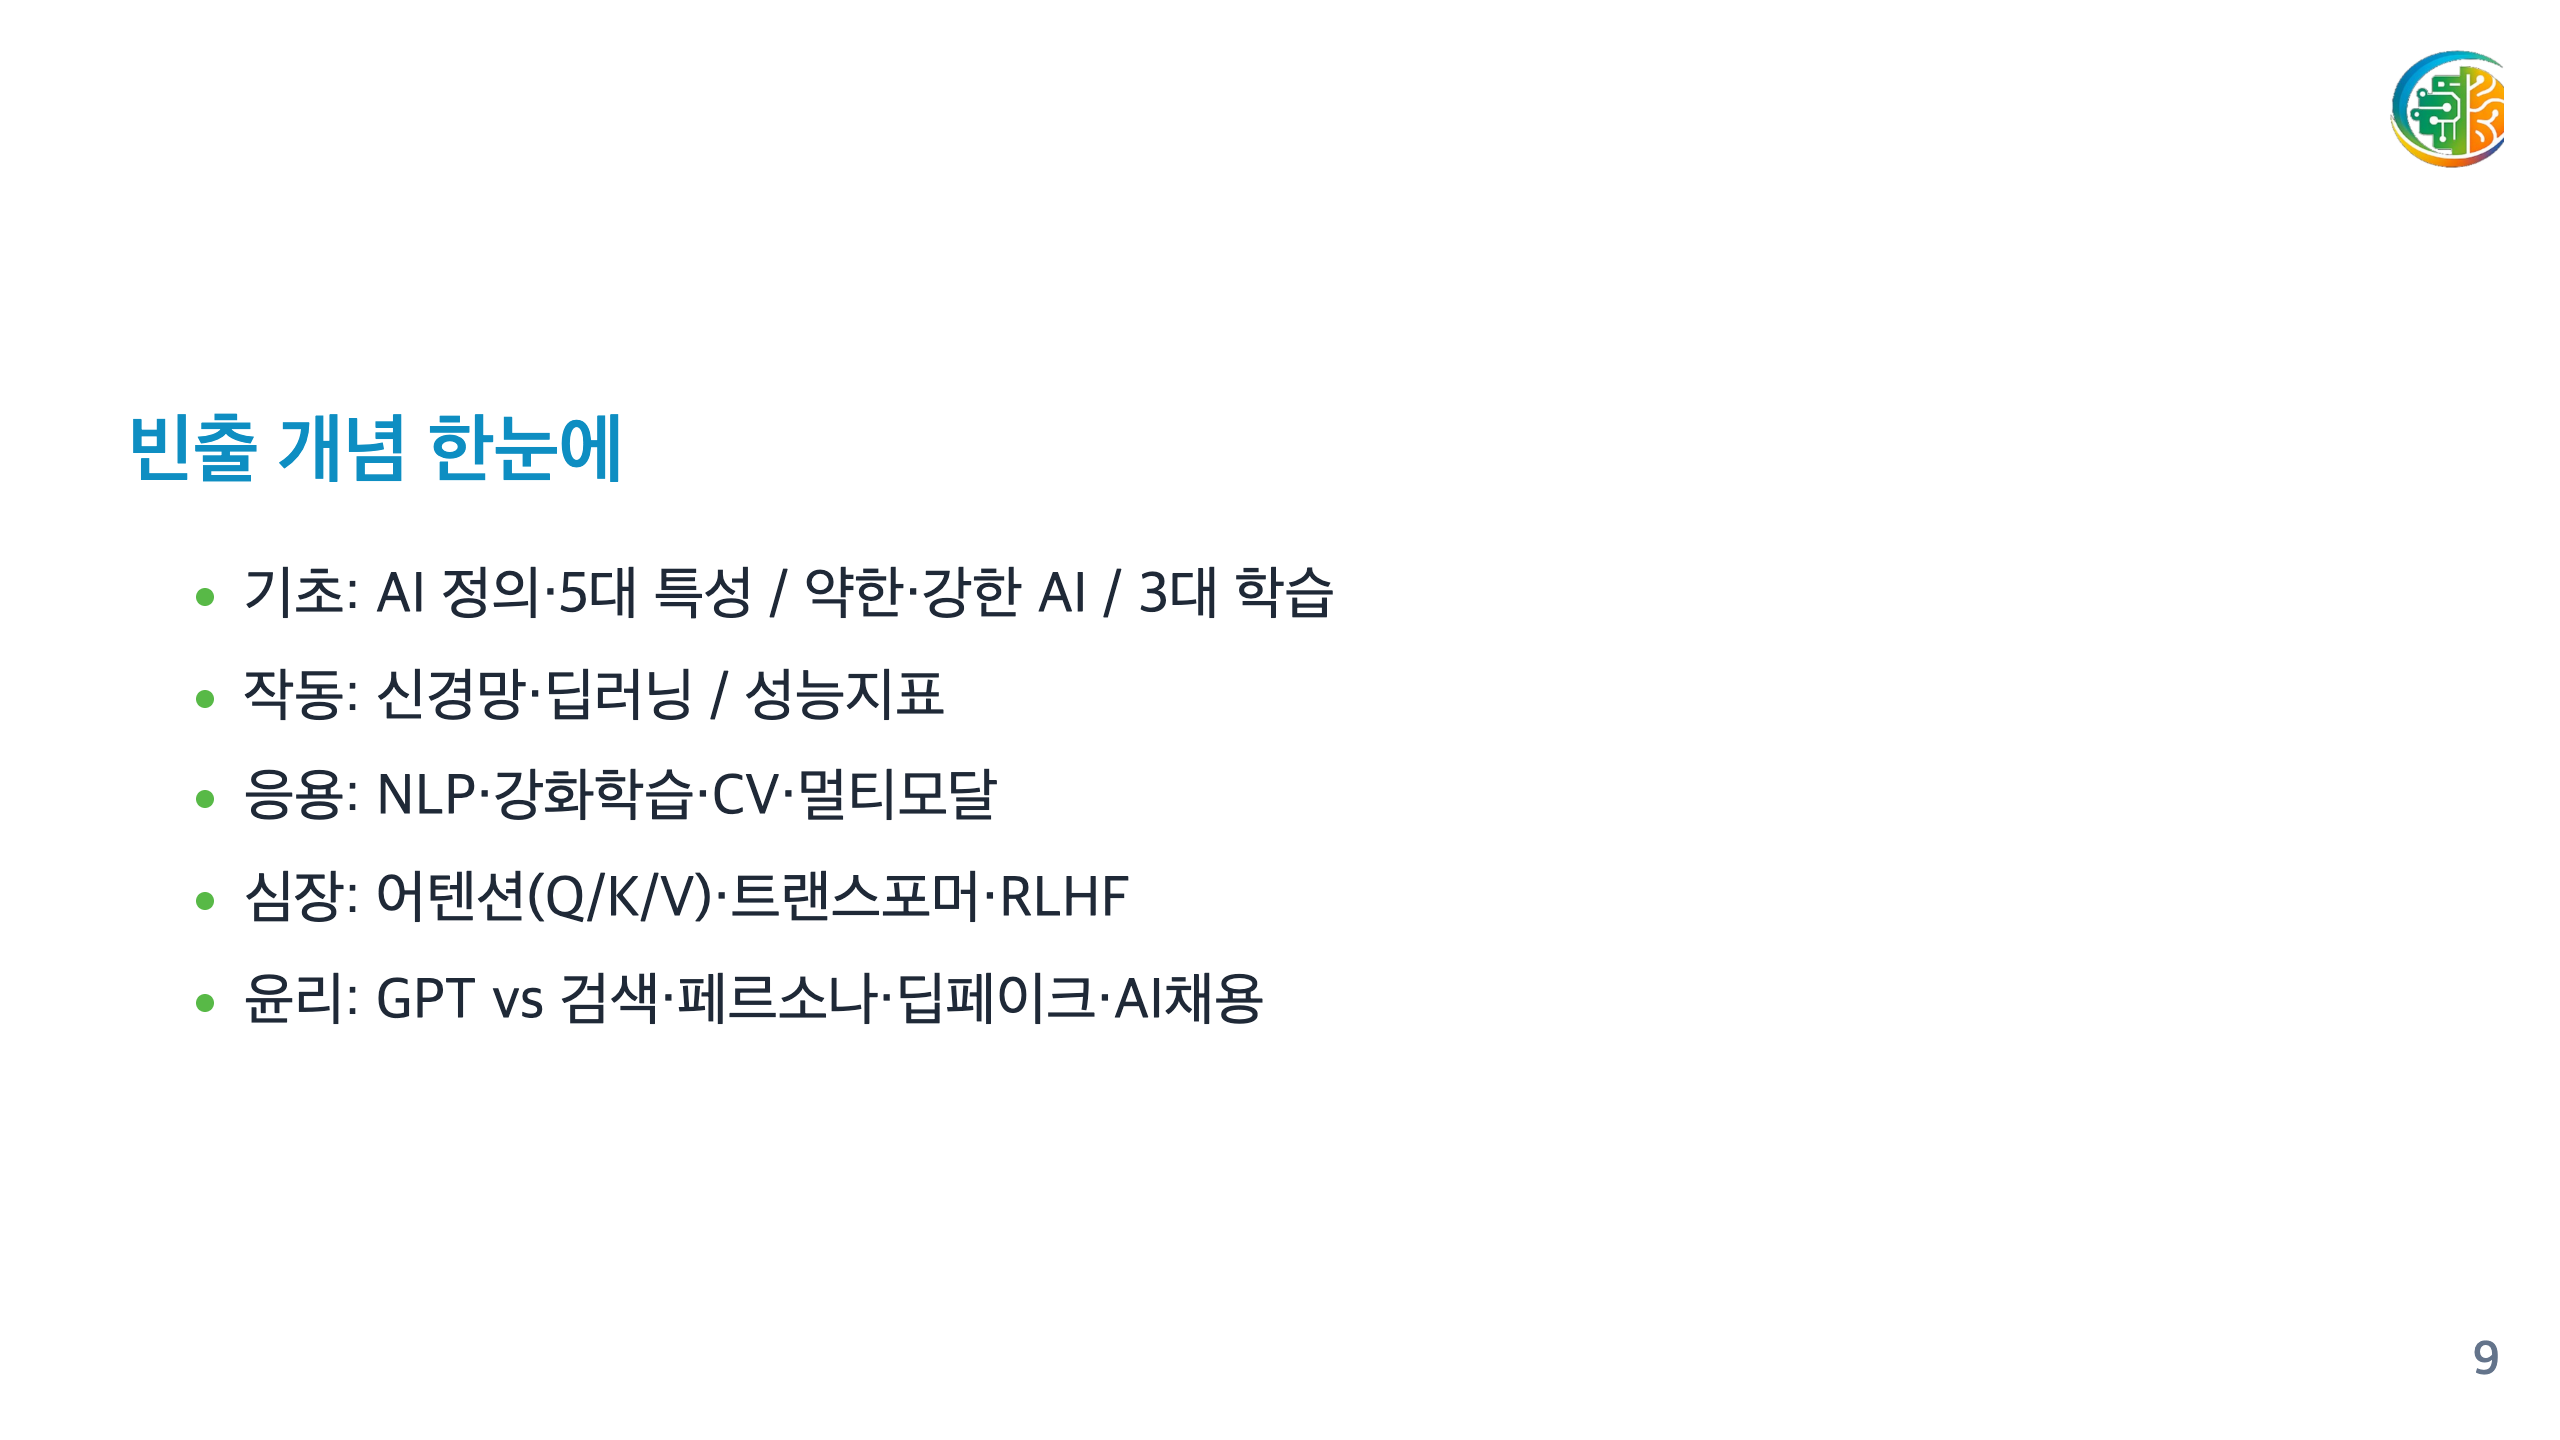 빈출 개념 한눈에
• 기초: AI 정의·5대 특성 / 약한·강한 AI / 3대 학습
• 작동: 신경망·딥러닝 / 성능지표
• 응용: NLP·강화학습·CV·멀티모달
• 심장: 어텐션(Q/K/V)·트랜스포머·RLHF
• 윤리: GPT vs 검색·페르소나·딥페이크·AI채용
9